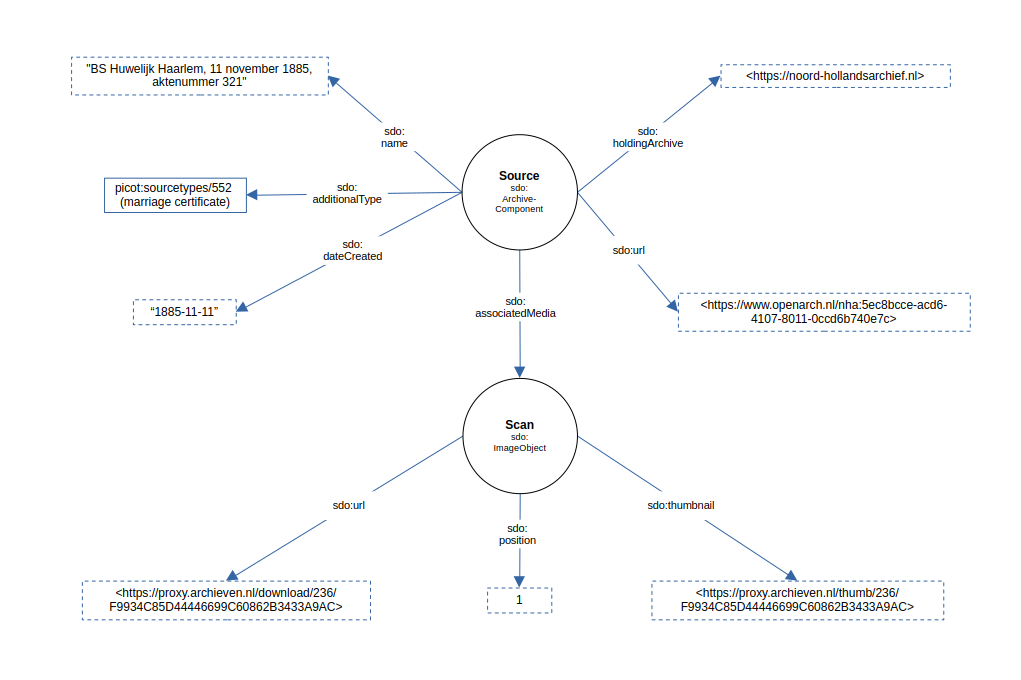 "BS Huwelijk Haarlem, 11 november 1885,
aktenummer 321"
<https://noord-hollandsarchief.nl>
sdo:
name
sdo:
holdingArchive
Source
sdo:
Archive-
Component
picot:sourcetypes/552
(marriage certificate)
sdo:
additionalType
sdo:
dateCreated
sdo:url
“1885-11-11”
sdo:
associatedMedia
<https://www.openarch.nl/nha:5ec8bcce-acd6-
4107-8011-0ccd6b740e7c>
Scan
sdo:
ImageObject
sdo:url
sdo:
position
sdo:thumbnail
<https://proxy.archieven.nl/download/236/
F9934C85D44446699C60862B3433A9AC>
1
<https://proxy.archieven.nl/thumb/236/
F9934C85D44446699C60862B3433A9AC>